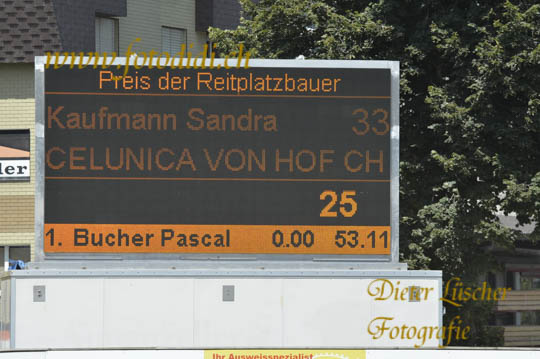 www.fotodidi.ch
Preis der Reitplatzbauer
Kaufmann Sandra 33
CELUNICA VON HOF CH
25
1. Bucher Pascal 0.00 53.11
ler
Dieter Lüscher
Fotografie
Ihr Ausweisspezialist